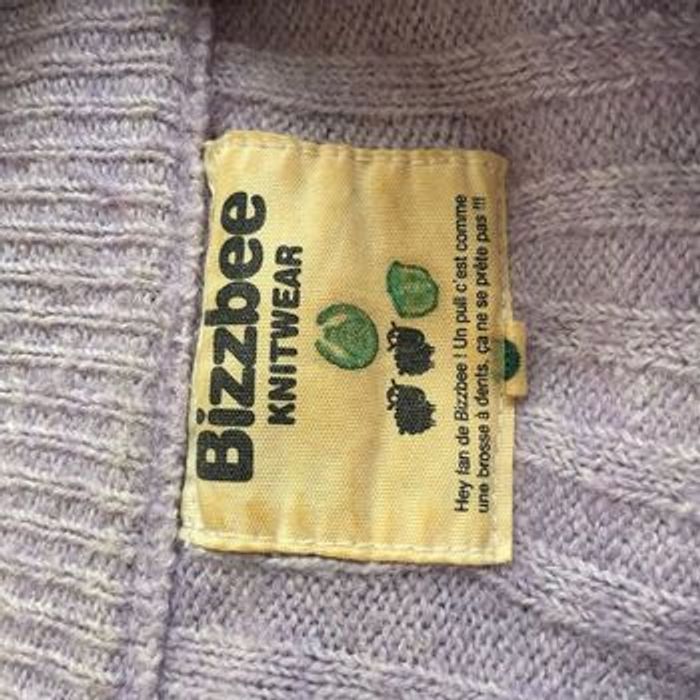 Bizzbee
KNITWEAR
Hey fan de Bizzbee ! Un pull c'est comme
une brosse à dents, ça ne se prête pas !!!